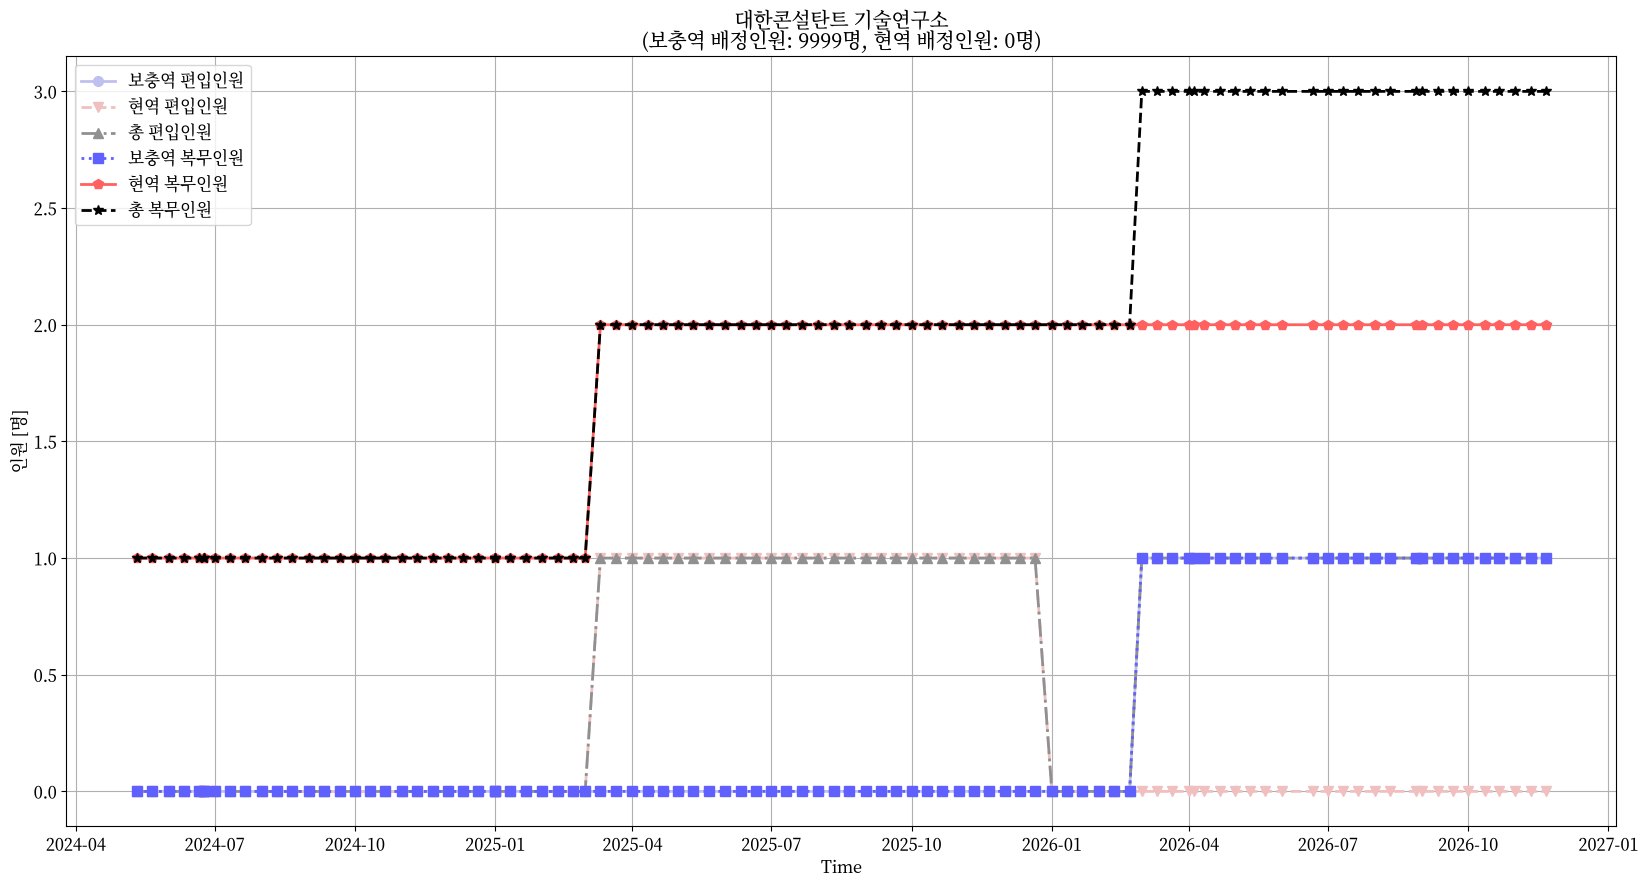 대한콘설탄트 기술연구소
(보충역 배정인원: 9999명, 현역 배정인원: 0명)
보충역 편입인원
현역 편입인원
총 편입인원
보충역 복무인원
현역 복무인원
총 복무인원
인원 [명]
3.0
2.5
2.0
1.5
1.0
0.5
0.0
2024-04 2024-07 2024-10 2025-01 2025-04 2025-07 2025-10 2026-01 2026-04 2026-07 2026-10 2027-01
Time